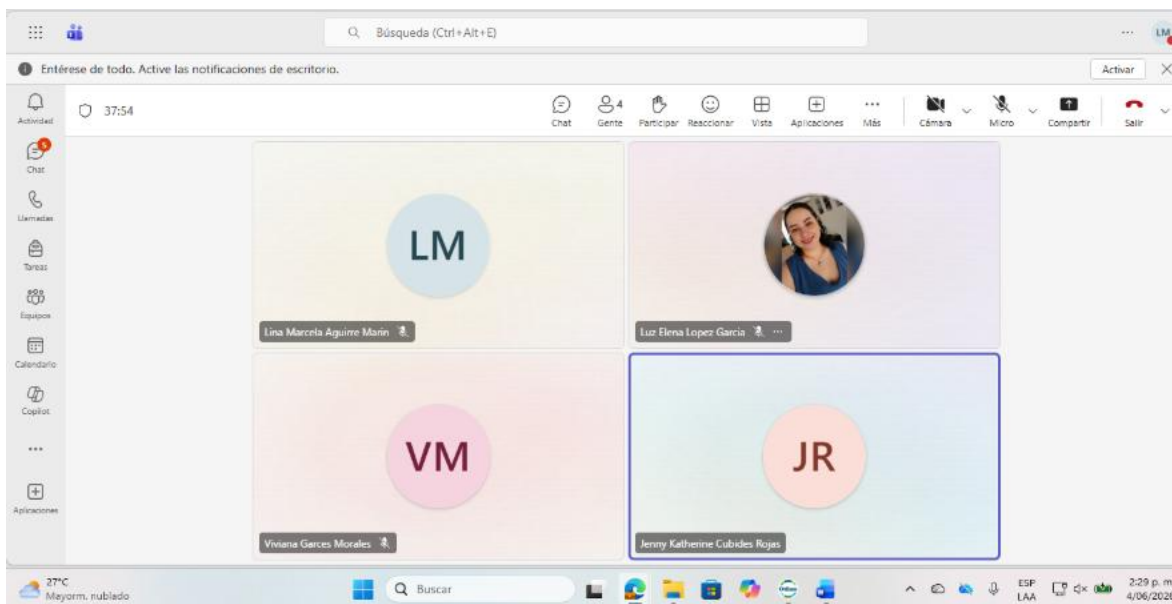 Búsqueda (Ctrl+Alt+E)
LM
Entérese de todo. Active las notificaciones de escritorio.
Activar
Actividad
37:54
4
Chat
Gente
Participar
Reaccionar
Vista
Aplicaciones
Más
Cámara
Micro
Compartir
Salir
5
Chat
Llamadas
Tareas
Equipos
Calendario
Copilot
Aplicaciones
LM
Lina Marcela Aguirre Marin
Luz Elena Lopez Garcia
VM
Viviana Garces Morales
JR
Jenny Katherine Cubides Rojas
27°C
Mayorm. nublado
Buscar
ESP
LAA
2:29 p. m